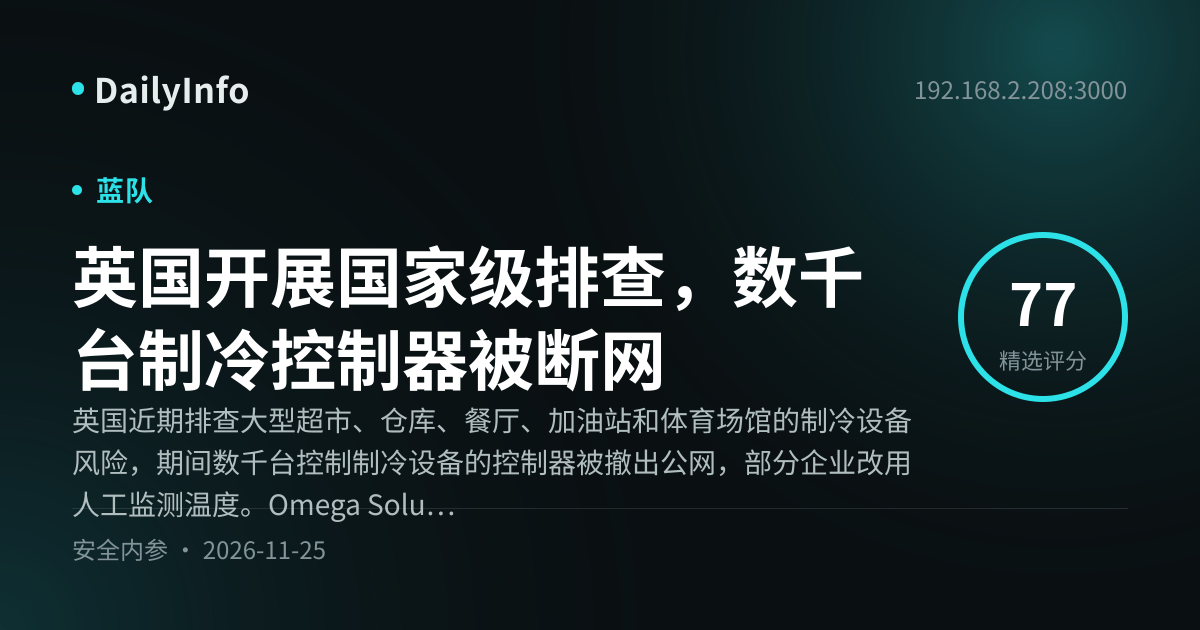 DailyInfo
192.168.2.208:3000
蓝队
英国开展国家级排查，数千
台制冷控制器被断网
77
精选评分
英国近期排查大型超市、仓库、餐厅、加油站和体育场馆的制冷设备
风险，期间数千台控制制冷设备的控制器被撤出公网，部分企业改用
人工监测温度。Omega Solu…
安全内参 · 2026-11-25